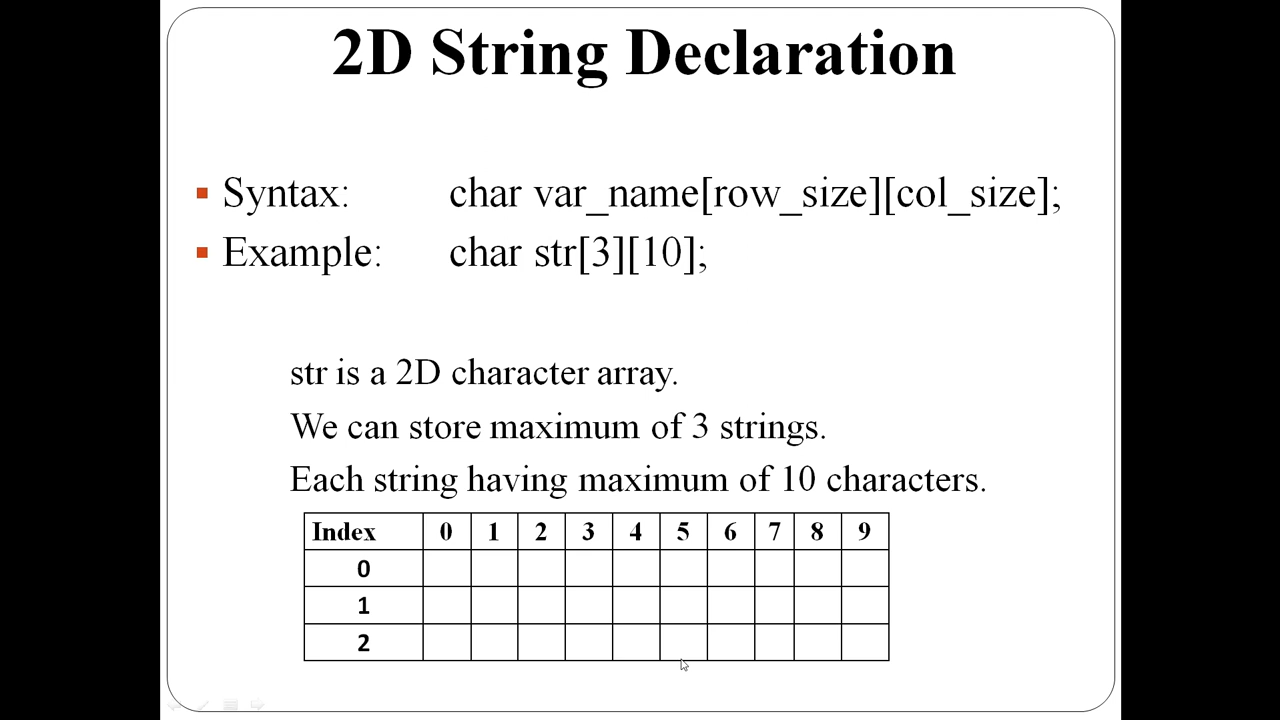 2D String Declaration
Syntax: char var_name[row_size][col_size];
Example: char str[3][10];
str is a 2D character array.
We can store maximum of 3 strings.
Each string having maximum of 10 characters.
Index 0 1 2 3 4 5 6 7 8 9
0
1
2